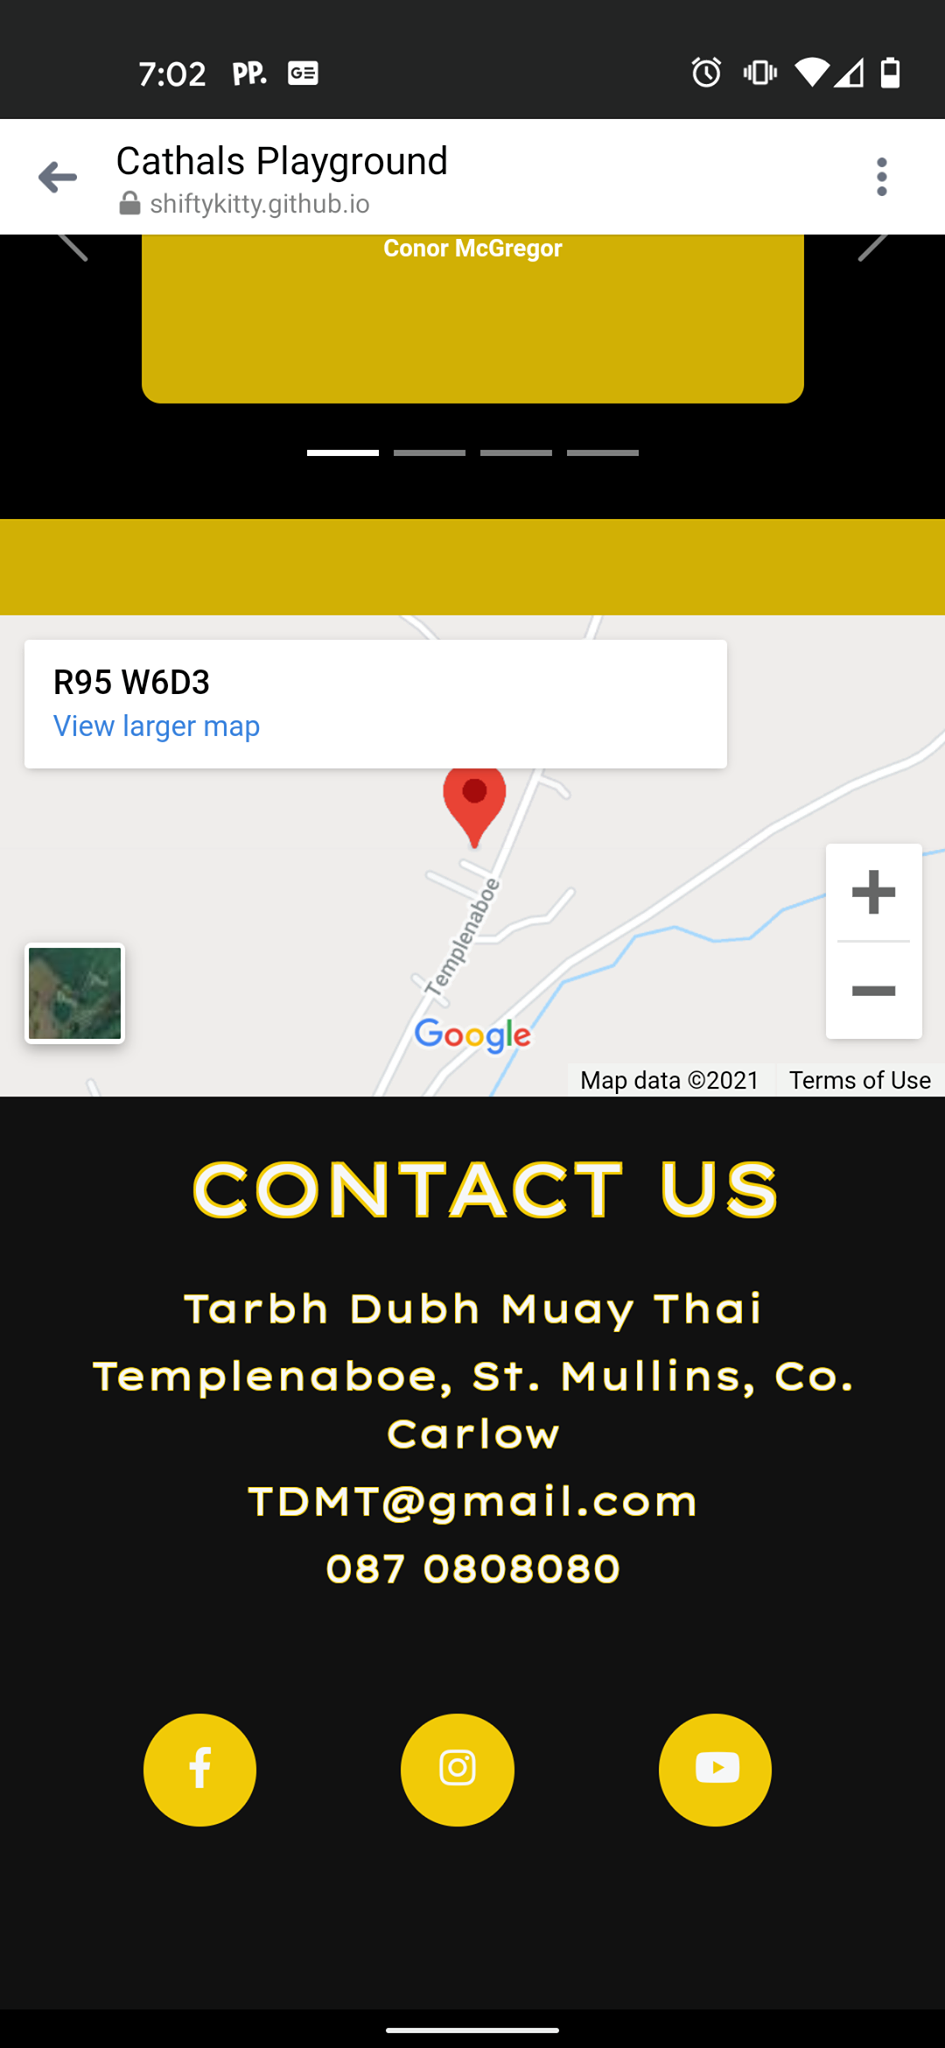 7:02 PP. GE
Cathals Playground
shiftykitty.github.io
Conor McGregor
R95 W6D3
View larger map
Templenaboe
Google
Map data ©2021 Terms of Use
CONTACT US
Tarbh Dubh Muay Thai
Templenaboe, St. Mullins, Co.
Carlow
TDMT@gmail.com
087 0808080